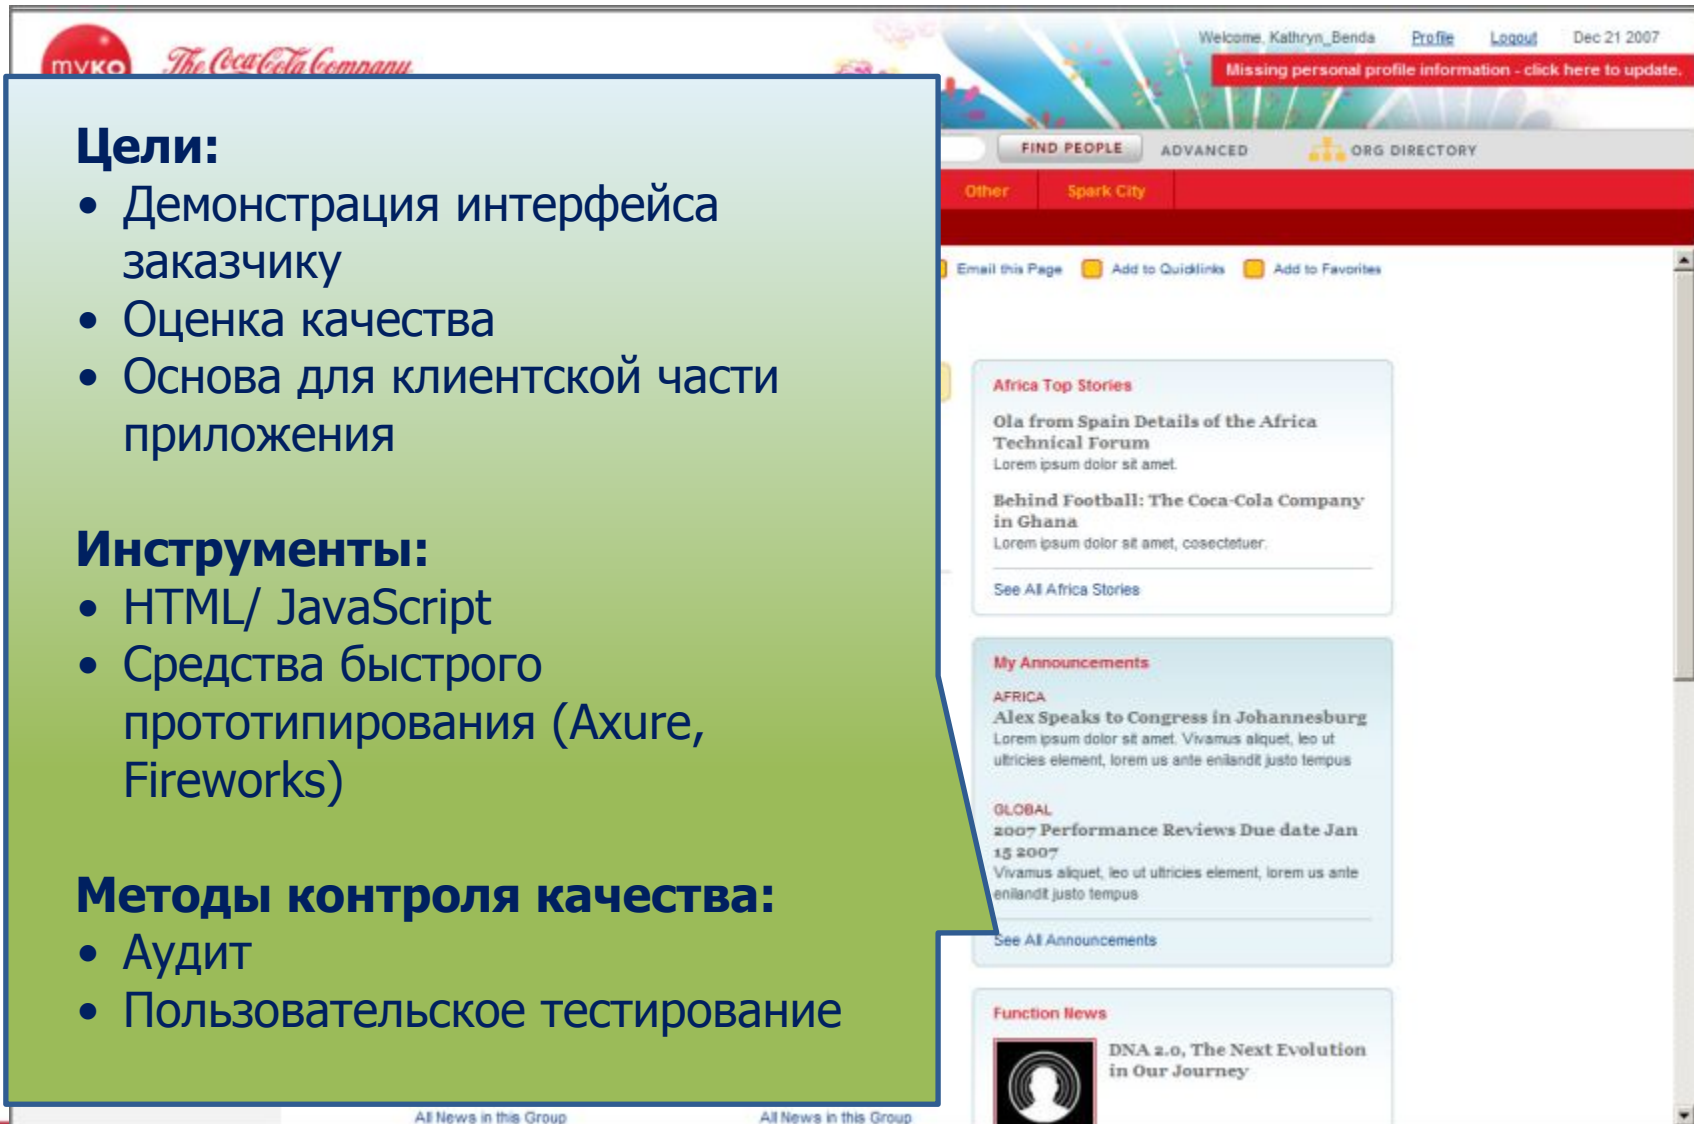 myKO
The Coca-Cola Company
Welcome, Kathryn_Benda Profile Logout Dec 21 2007
Missing personal profile information - click here to update.
FIND PEOPLE ADVANCED ORG DIRECTORY
Other Spark City
Email this Page Add to Quicklinks Add to Favorites
Цели:
• Демонстрация интерфейса
заказчику
• Оценка качества
• Основа для клиентской части
приложения
Инструменты:
• HTML/ JavaScript
• Средства быстрого
прототипирования (Axure,
Fireworks)
Методы контроля качества:
• Аудит
• Пользовательское тестирование
Africa Top Stories
Ola from Spain Details of the Africa
Technical Forum
Lorem ipsum dolor sit amet.
Behind Football: The Coca-Cola Company
in Ghana
Lorem ipsum dolor sit amet, cosectetuer.
See All Africa Stories
My Announcements
AFRICA
Alex Speaks to Congress in Johannesburg
Lorem ipsum dolor sit amet. Vivamus aliquet, leo ut
ultricies element, lorem us ante enilandit justo tempus
GLOBAL
2007 Performance Reviews Due date Jan
15 2007
Vivamus aliquet, leo ut ultricies element, lorem us ante
enilandit justo tempus
See All Announcements
Function News
DNA 2.0, The Next Evolution
in Our Journey
All News in this Group All News in this Group